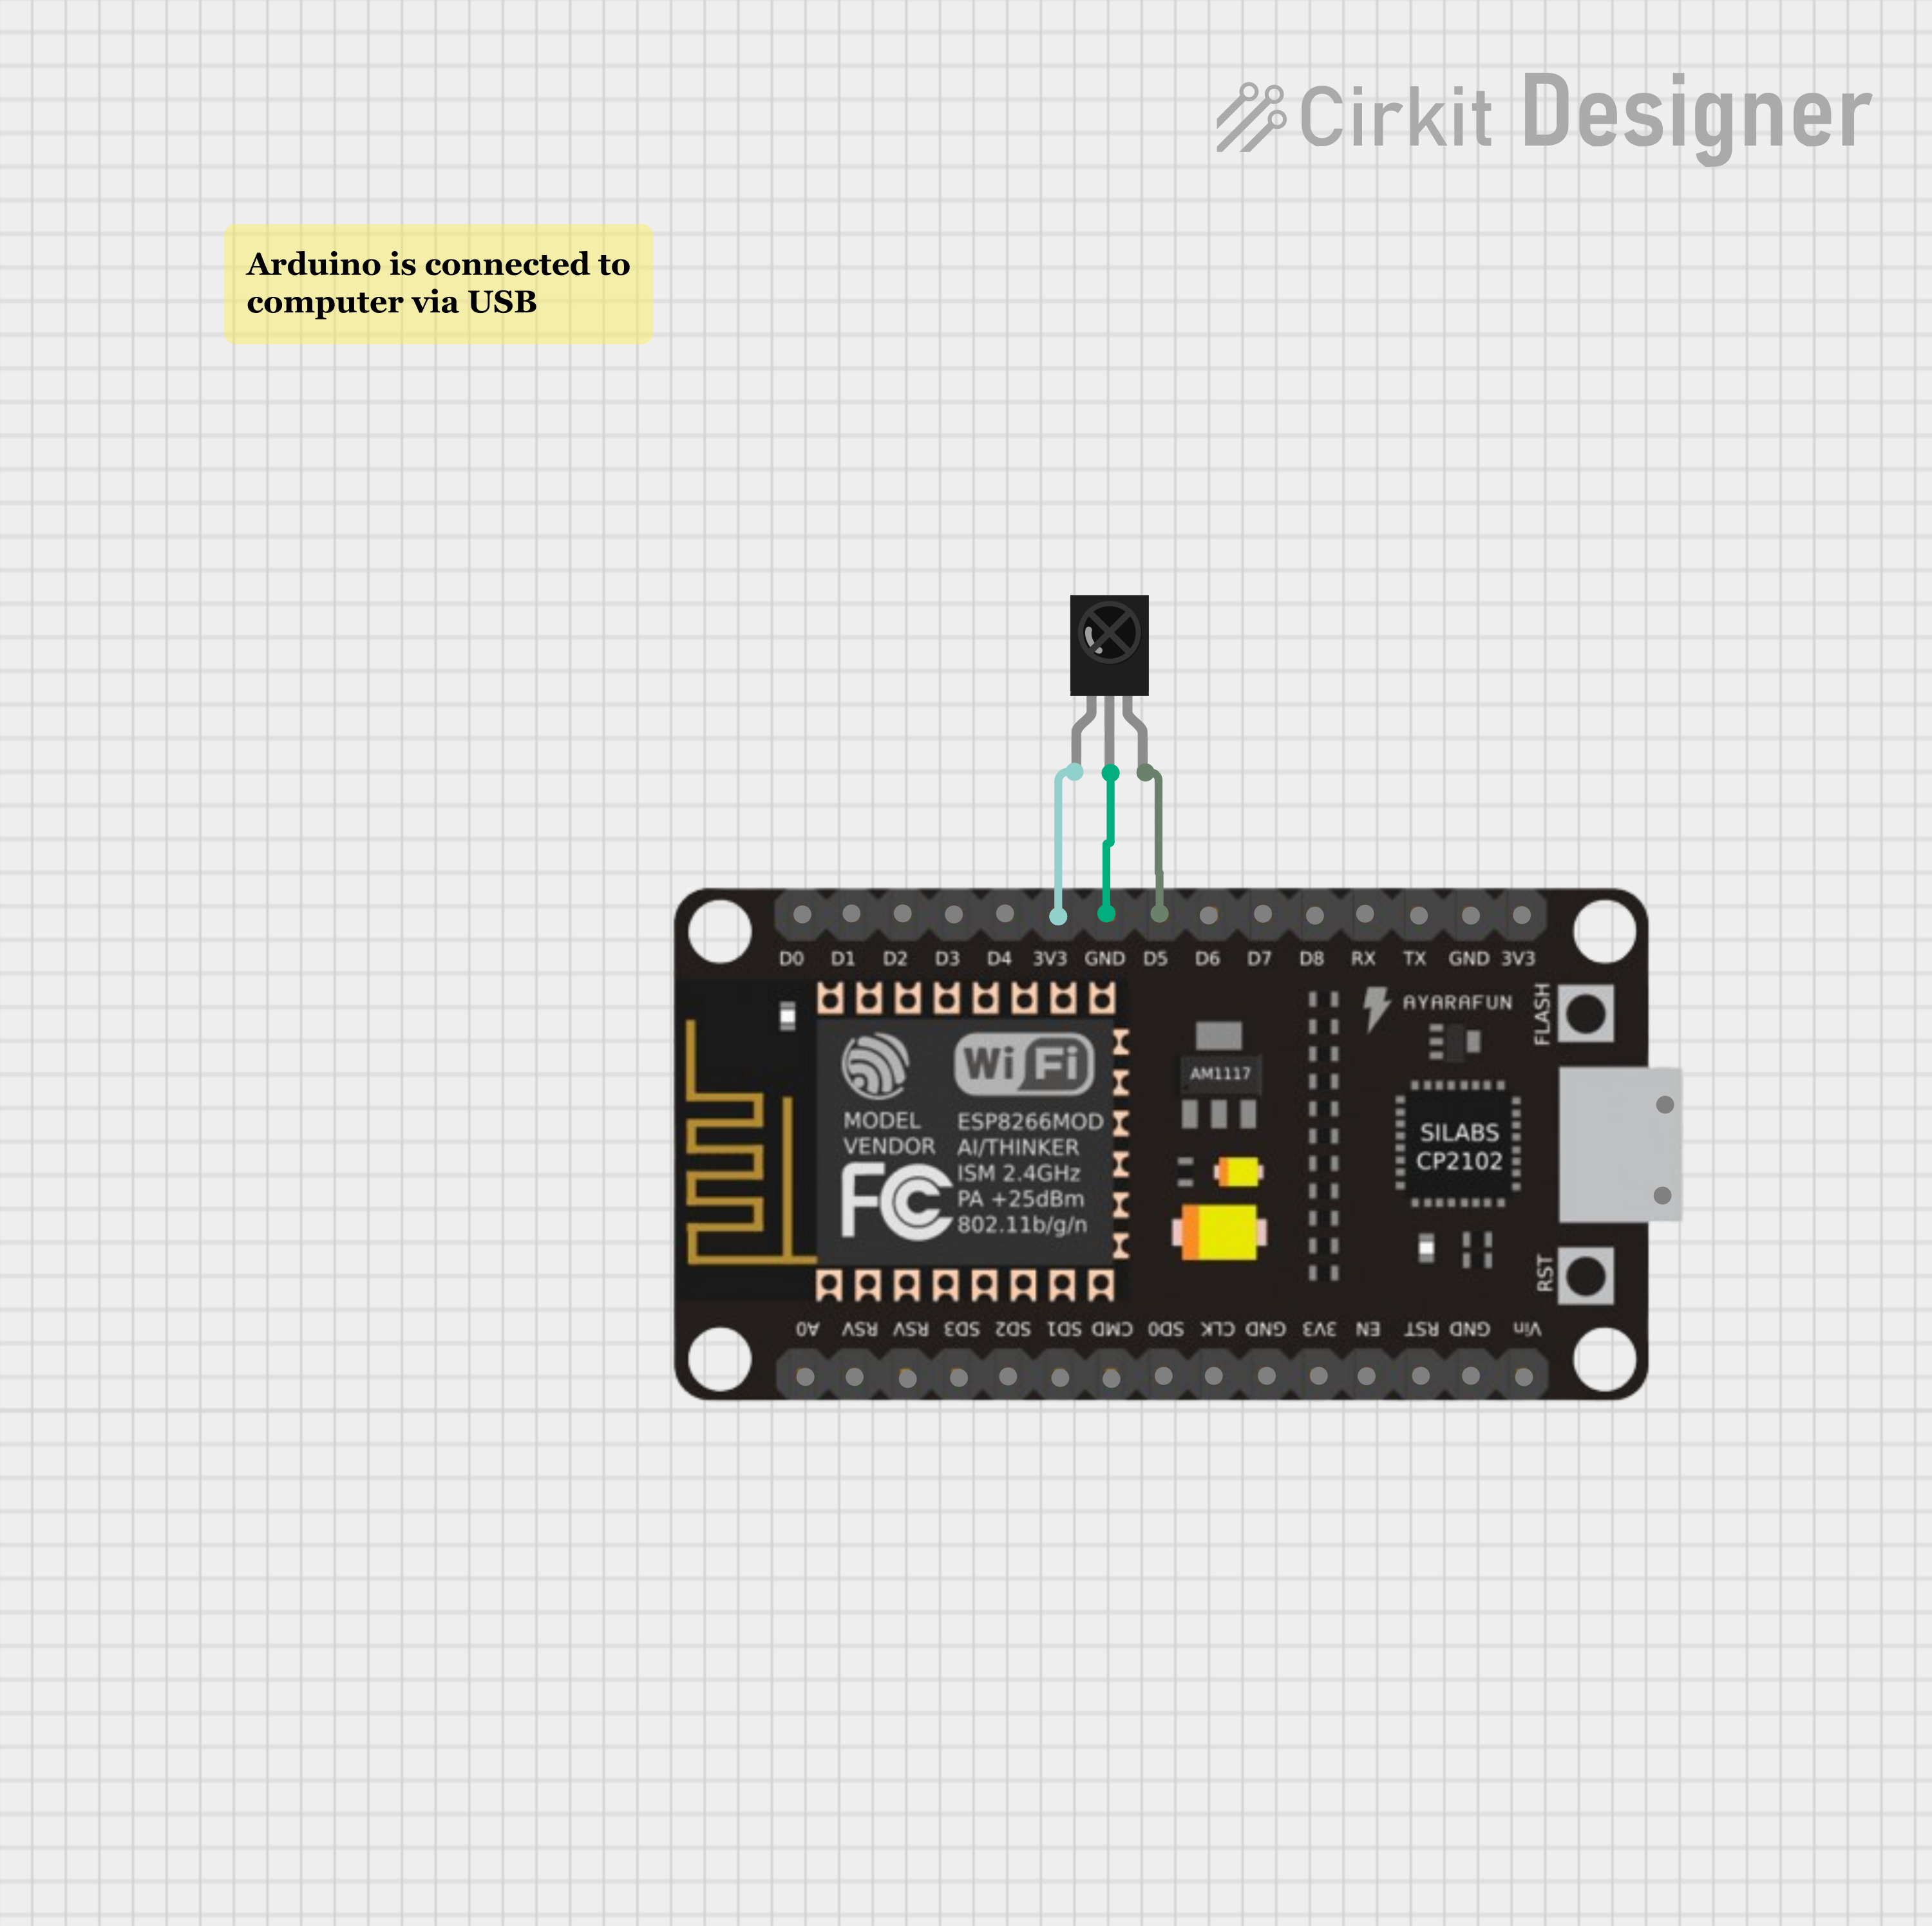 Cirkit Designer
Arduino is connected to
computer via USB
D0 D1 D2 D3 D4 3V3 GND D5 D6 D7 D8 RX TX GND 3V3
AYARAFUN
FLASH
WiFi
AM1117
MODEL ESP8266MOD
VENDOR AI/THINKER
ISM 2.4GHz
FC PA +25dBm
802.11b/g/n
SILABS
CP2102
RST
A0 RSV RSV SD3 SD2 SD1 CMD SD0 CLK GND 3V3 EN RST GND Vin